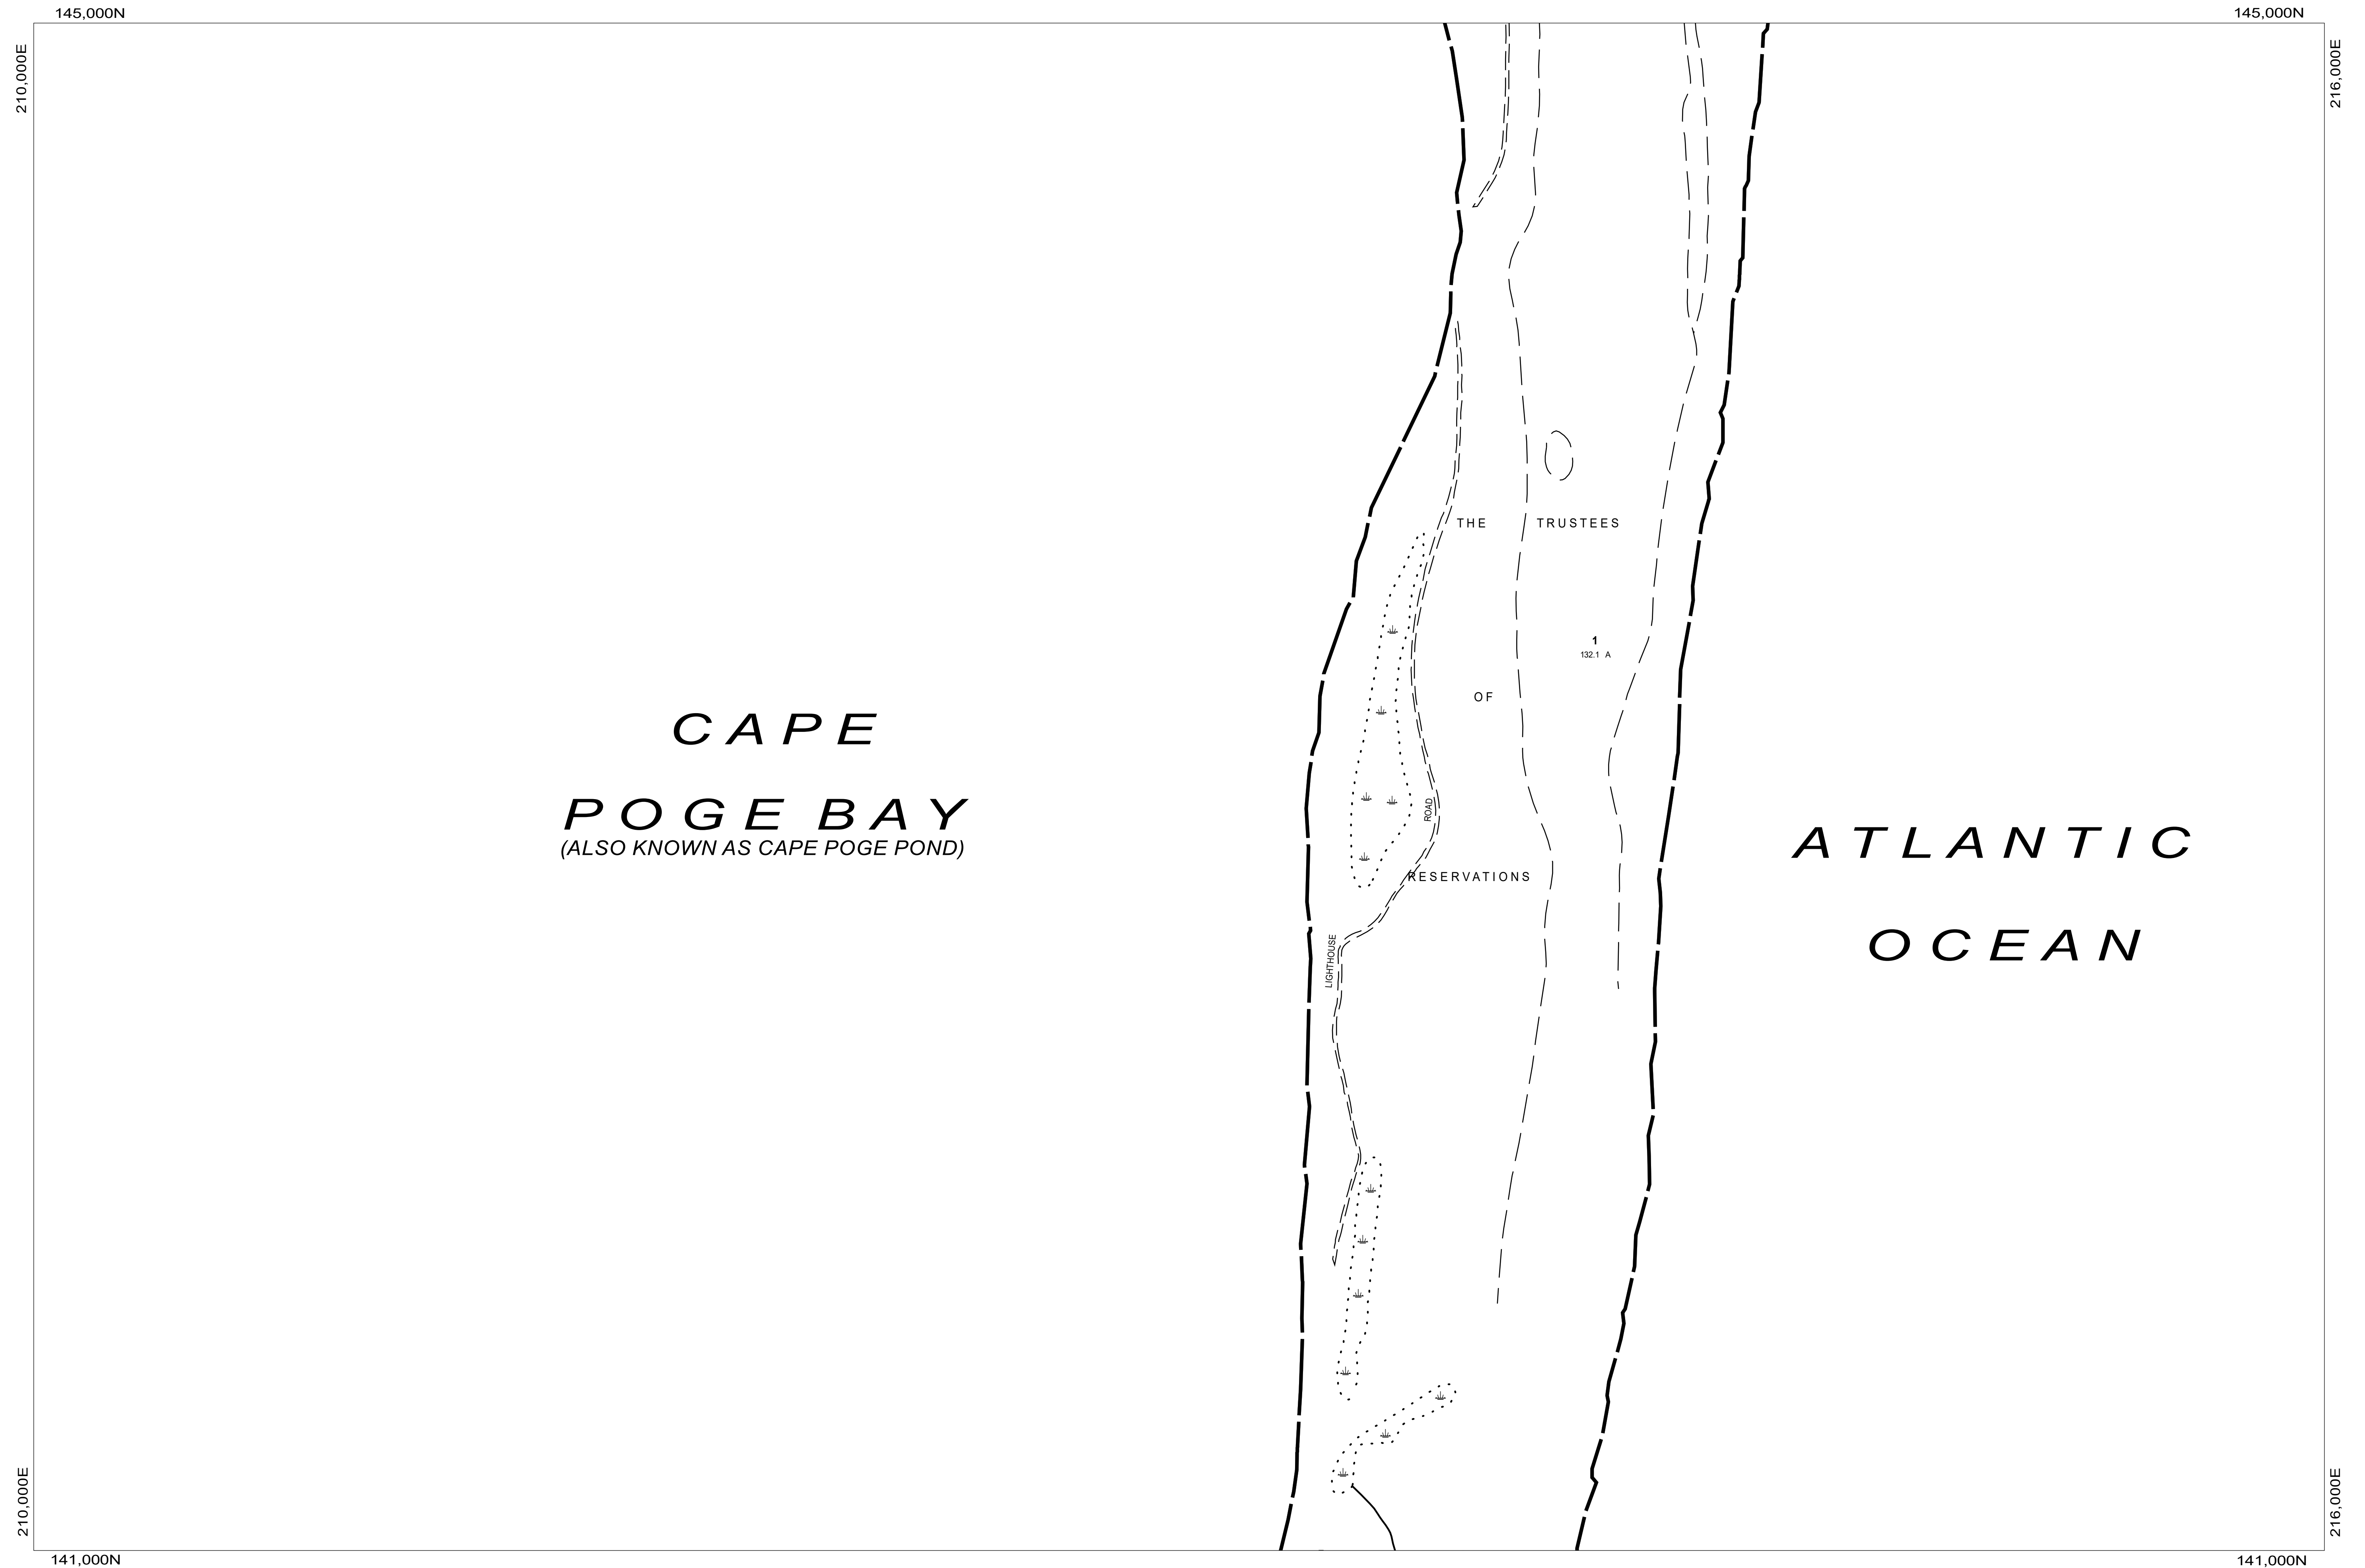 145,000N
145,000N
210,000E
216,000E
THE TRUSTEES
1
132.1 A
OF
CAPE
POGE BAY
(ALSO KNOWN AS CAPE POGE POND)
ROAD
ATLANTIC
RESERVATIONS
OCEAN
LIGHTHOUSE
210,000E
216,000E
141,000N
141,000N